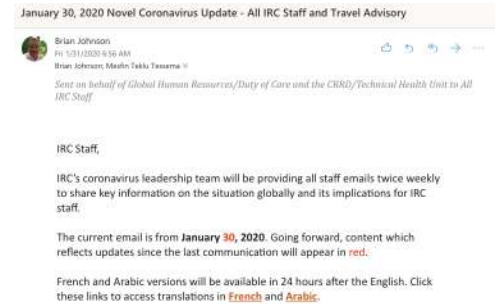 January 30, 2020 Novel Coronavirus Update - All IRC Staff and Travel Advisory
Brian Johnson
Fri 1/31/2020 9:56 AM
Brian Johnson; Mesfin Teklu Tessema
Sent on behalf of Global Human Resources/Duty of Care and the CRRD/Technical Health Unit to All
IRC Staff
IRC Staff,
IRC's coronavirus leadership team will be providing all staff emails twice weekly
to share key information on the situation globally and its implications for IRC
staff.
The current email is from January 30, 2020. Going forward, content which
reflects updates since the last communication will appear in red.
French and Arabic versions will be available in 24 hours after the English. Click
these links to access translations in French and Arabic.